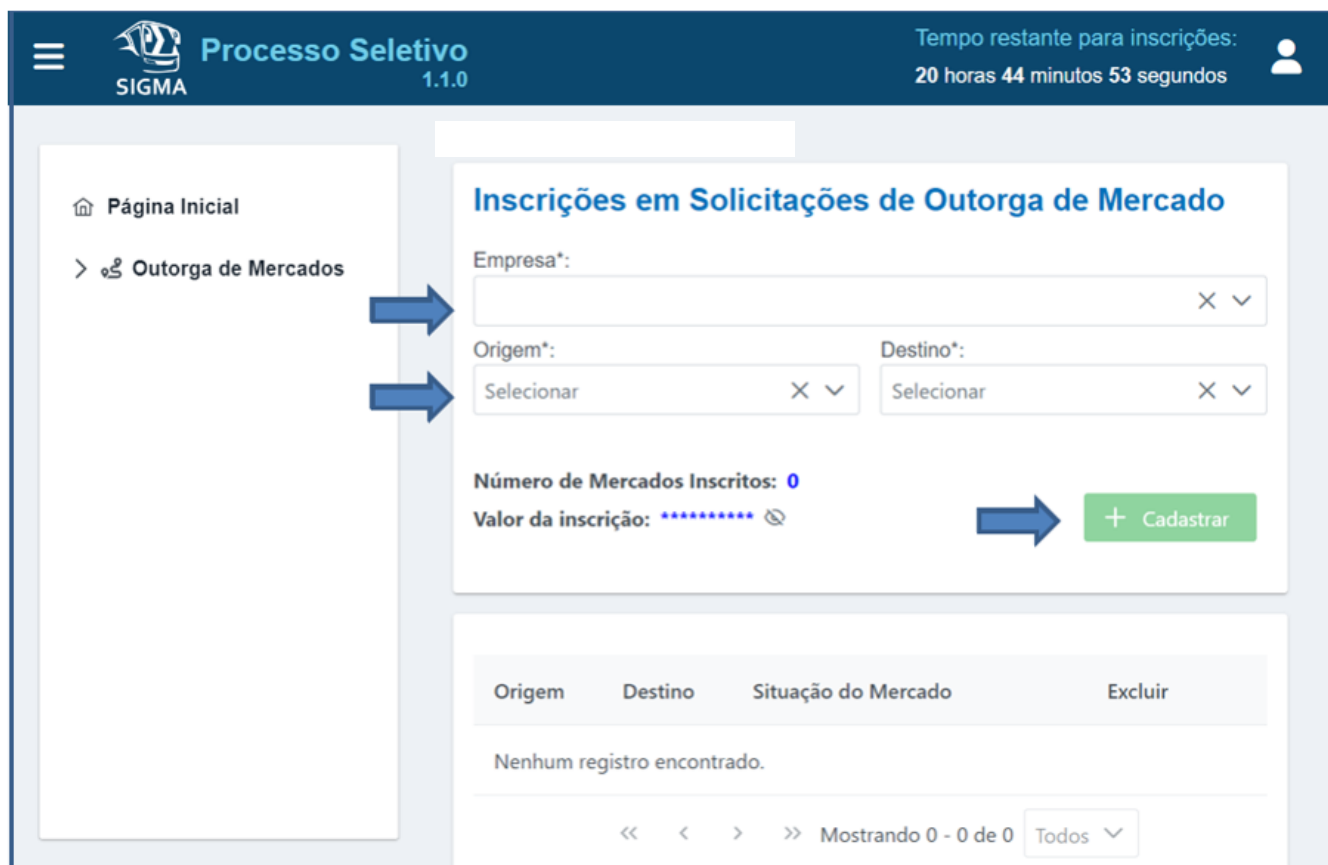 Processo Seletivo
1.1.0
SIGMA
Tempo restante para inscrições:
20 horas 44 minutos 53 segundos
Página Inicial
Outorga de Mercados
Inscrições em Solicitações de Outorga de Mercado
Empresa*:
Origem*: Destino*:
Selecionar Selecionar
Número de Mercados Inscritos: 0
Valor da inscrição: **********
+ Cadastrar
Origem Destino Situação do Mercado Excluir
Nenhum registro encontrado.
Mostrando 0 - 0 de 0 Todos